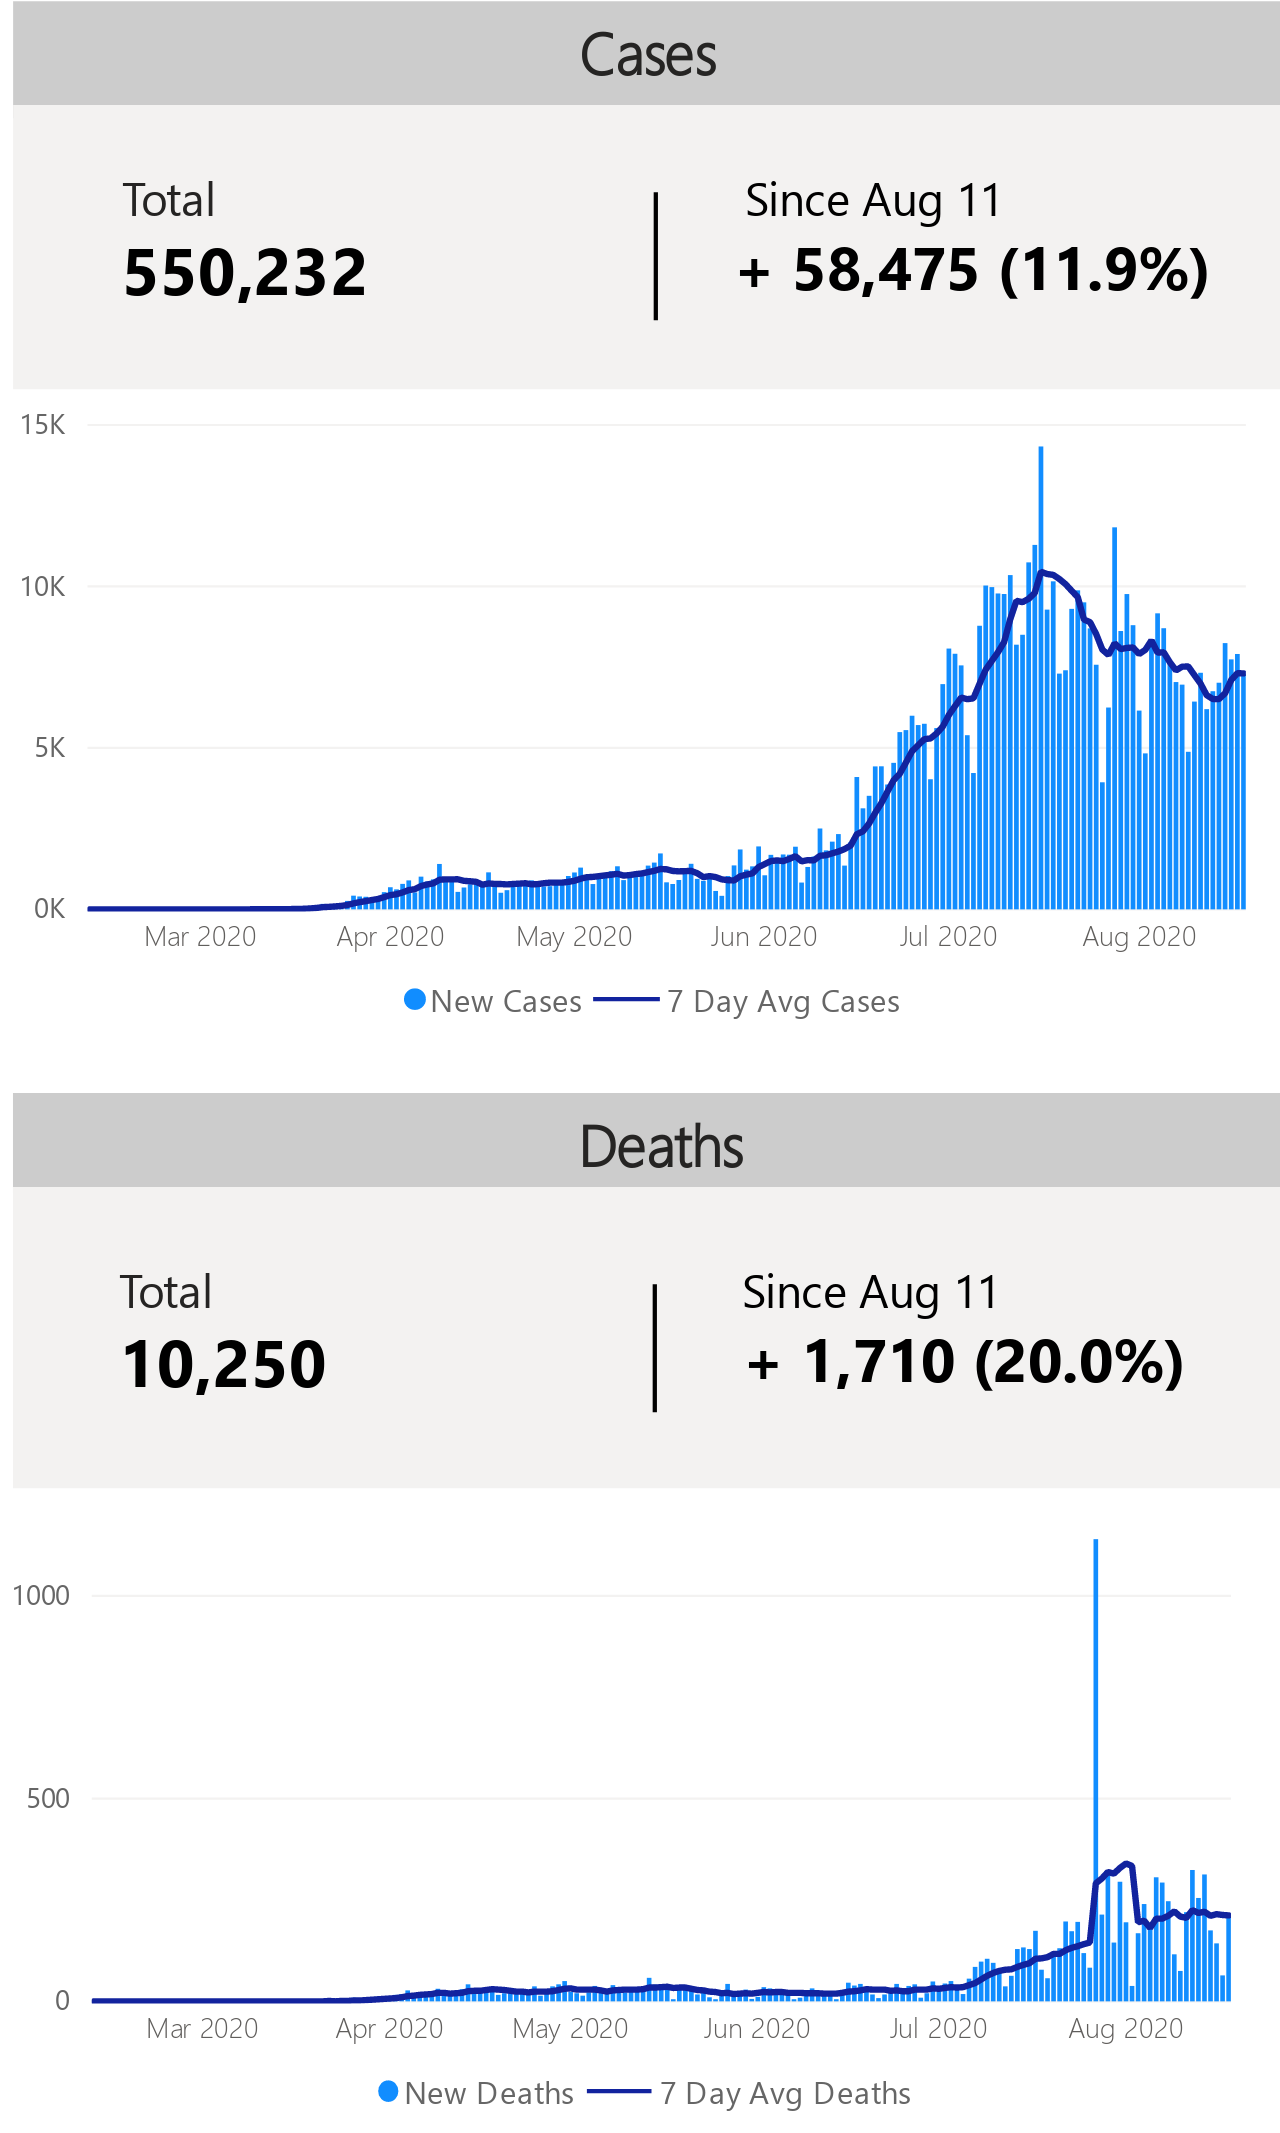 Cases
Total
550,232
Since Aug 11
+ 58,475 (11.9%)
15K
10K
5K
0K
Mar 2020 Apr 2020 May 2020 Jun 2020 Jul 2020 Aug 2020
New Cases 7 Day Avg Cases
Deaths
Total
10,250
Since Aug 11
+ 1,710 (20.0%)
1000
500
0
Mar 2020 Apr 2020 May 2020 Jun 2020 Jul 2020 Aug 2020
New Deaths 7 Day Avg Deaths